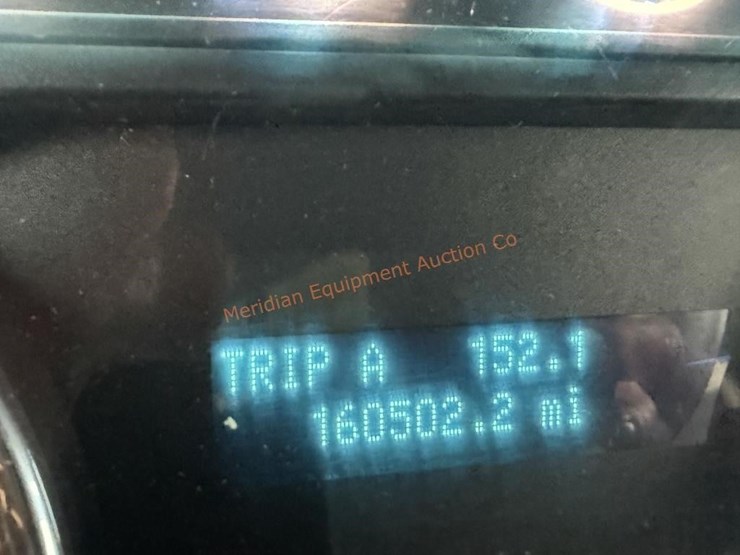 Meridian Equipment Auction Co
TRIP A 152.1
160502.2 mi